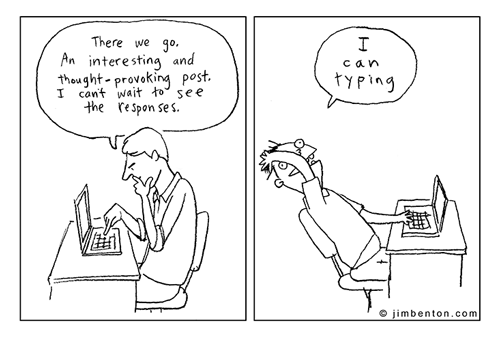 There we go.
An interesting and
thought-provoking post.
I can't wait to see
the responses.
I
can
typing
© jimbenton.com